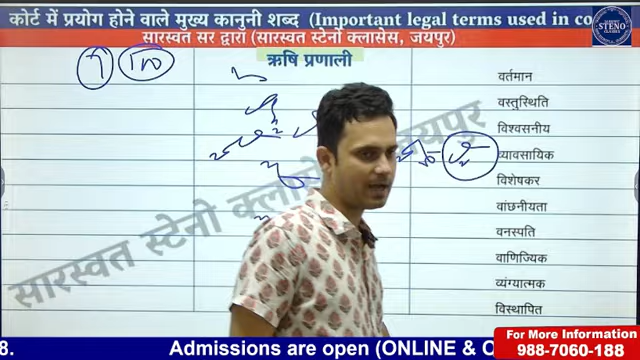 कोर्ट में प्रयोग होने वाले मुख्य कानुनी शब्द (Important legal terms used in co
सारस्वत सर द्वारा (सारस्वत स्टेनो क्लासेस, जयपुर)
STENO
ऋषि प्रणाली
वर्तमान
वस्तुस्थिति
विश्वसनीय
व्यावसायिक
विशेषकर
वांछनीयता
वनस्पति
वाणिज्यिक
व्यंग्यात्मक
विस्थापित
सारस्वत स्टेनो क्लासेस जयपुर
8.
Admissions are open (ONLINE & O
For More Information
988-7060-188